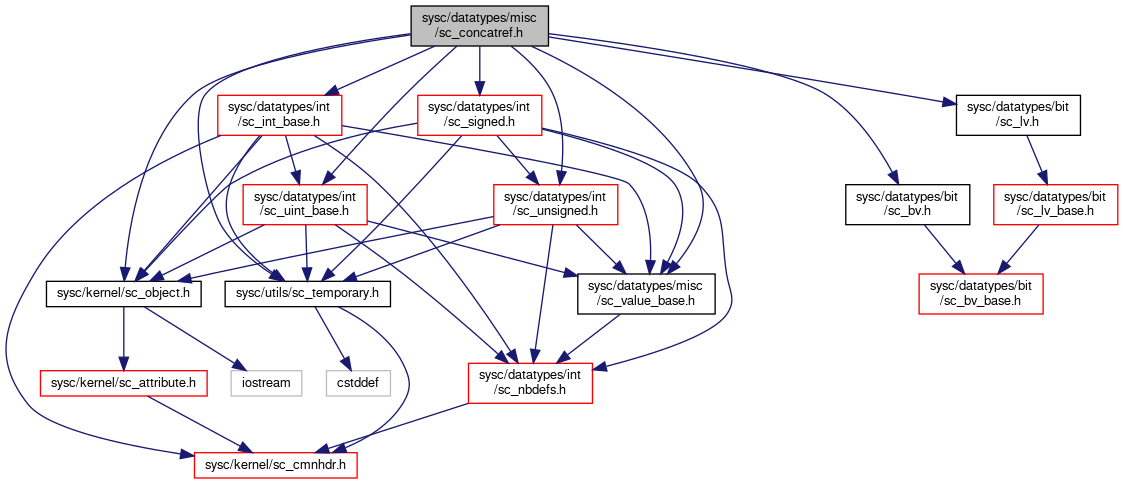 sysc/datatypes/misc
/sc_concatref.h
sysc/datatypes/int
/sc_int_base.h
sysc/datatypes/int
/sc_signed.h
sysc/datatypes/bit
/sc_lv.h
sysc/datatypes/int
/sc_uint_base.h
sysc/datatypes/int
/sc_unsigned.h
sysc/datatypes/bit
/sc_bv.h
sysc/datatypes/bit
/sc_lv_base.h
sysc/kernel/sc_object.h
sysc/utils/sc_temporary.h
sysc/datatypes/misc
/sc_value_base.h
sysc/datatypes/bit
/sc_bv_base.h
sysc/kernel/sc_attribute.h
iostream
cstddef
sysc/datatypes/int
/sc_nbdefs.h
sysc/kernel/sc_cmnhdr.h